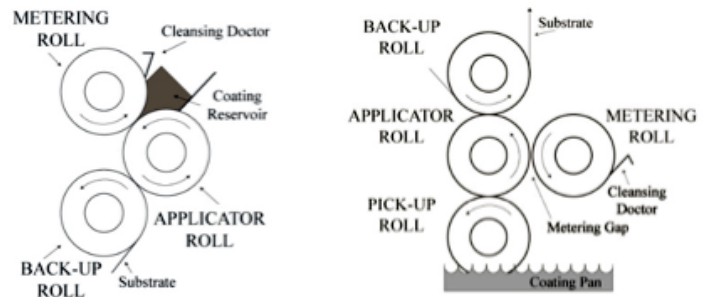 METERING
ROLL
Cleansing Doctor
Coating
Reservoir
APPLICATOR
ROLL
BACK-UP
ROLL
Substrate
BACK-UP
ROLL
Substrate
APPLICATOR
ROLL
METERING
ROLL
PICK-UP
ROLL
Cleansing
Doctor
Metering Gap
Coating Pan